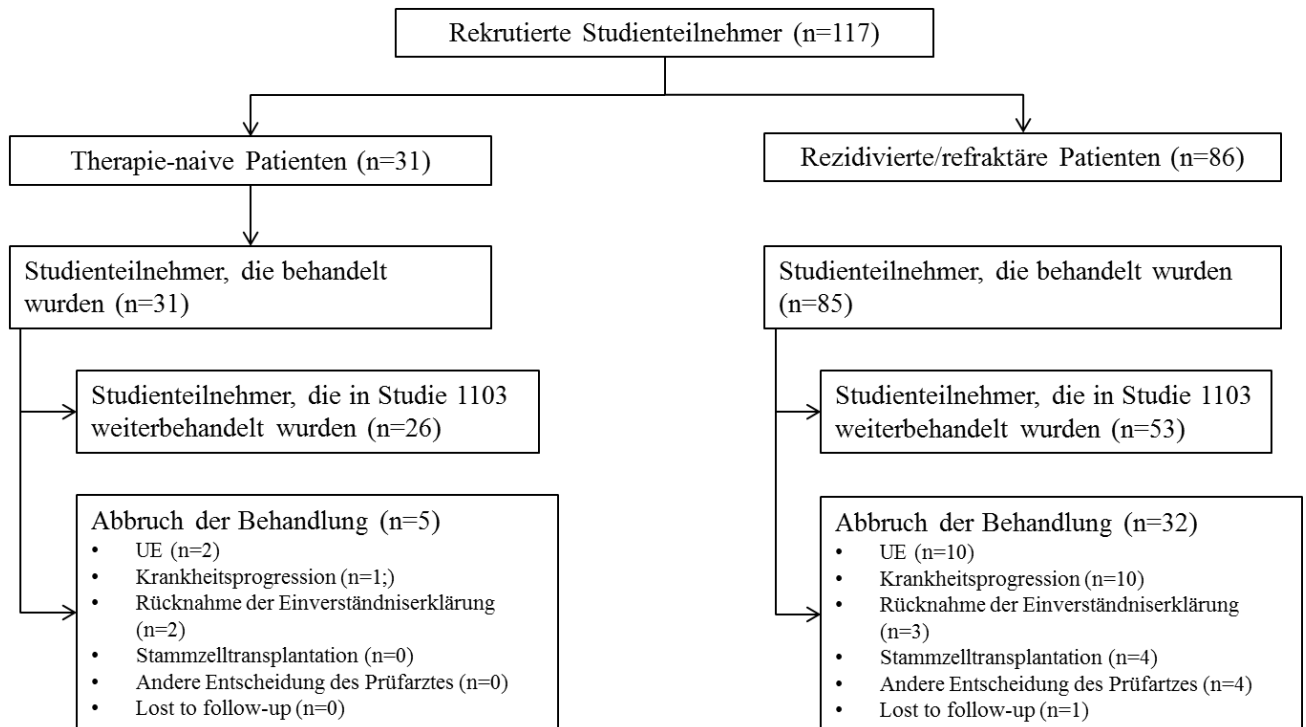 Rekrutierte Studienteilnehmer (n=117)
Therapie-naive Patienten (n=31)
Rezidivierte/refraktäre Patienten (n=86)
Studienteilnehmer, die behandelt
wurden (n=31)
Studienteilnehmer, die behandelt wurden
(n=85)
Studienteilnehmer, die in Studie 1103
weiterbehandelt wurden (n=26)
Studienteilnehmer, die in Studie 1103
weiterbehandelt wurden (n=53)
Abbruch der Behandlung (n=5)
• UE (n=2)
• Krankheitsprogression (n=1;)
• Rücknahme der Einverständniserklärung
(n=2)
• Stammzelltransplantation (n=0)
• Andere Entscheidung des Prüfarztes (n=0)
• Lost to follow-up (n=0)
Abbruch der Behandlung (n=32)
• UE (n=10)
• Krankheitsprogression (n=10)
• Rücknahme der Einverständniserklärung
(n=3)
• Stammzelltransplantation (n=4)
• Andere Entscheidung des Prüfartzes (n=4)
• Lost to follow-up (n=1)